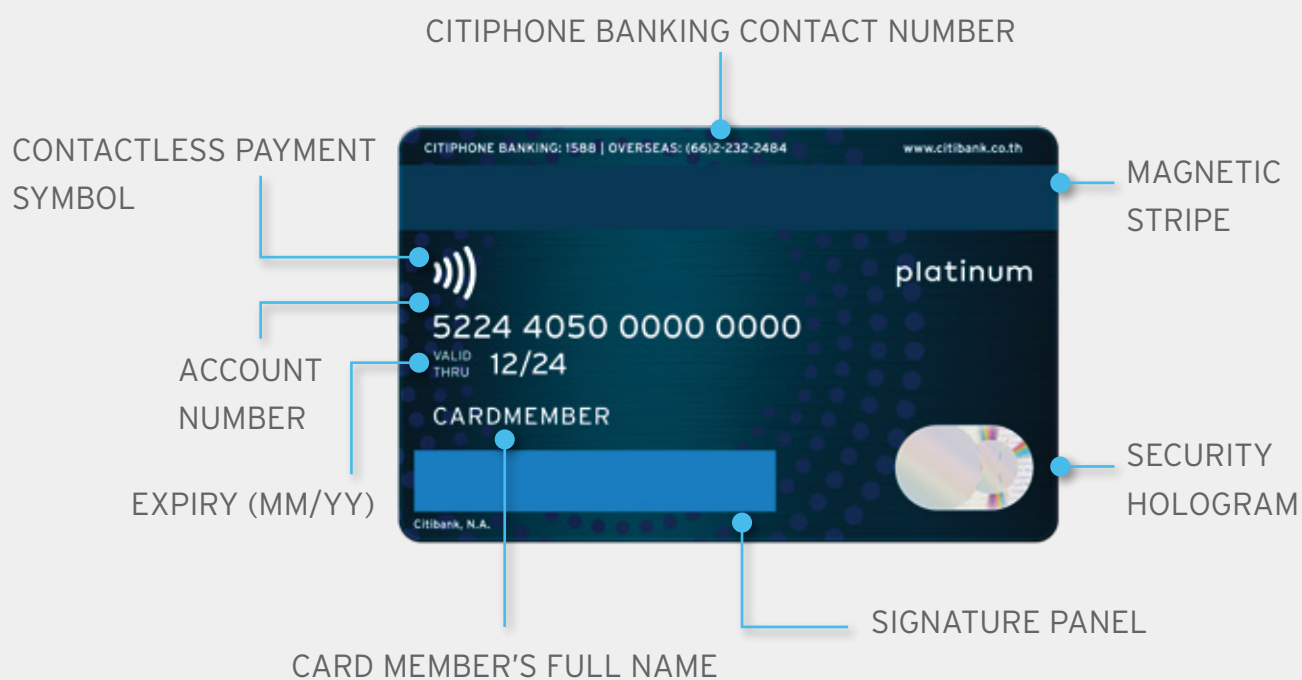 CITIPHONE BANKING CONTACT NUMBER
CONTACTLESS PAYMENT
SYMBOL
CITIPHONE BANKING: 1588 | OVERSEAS: (66)2-232-2484
www.citibank.co.th
MAGNETIC
STRIPE
platinum
5224 4050 0000 0000
VALID
THRU
12/24
ACCOUNT
NUMBER
CARDMEMBER
SECURITY
HOLOGRAM
EXPIRY (MM/YY)
Citibank, N.A.
SIGNATURE PANEL
CARD MEMBER'S FULL NAME